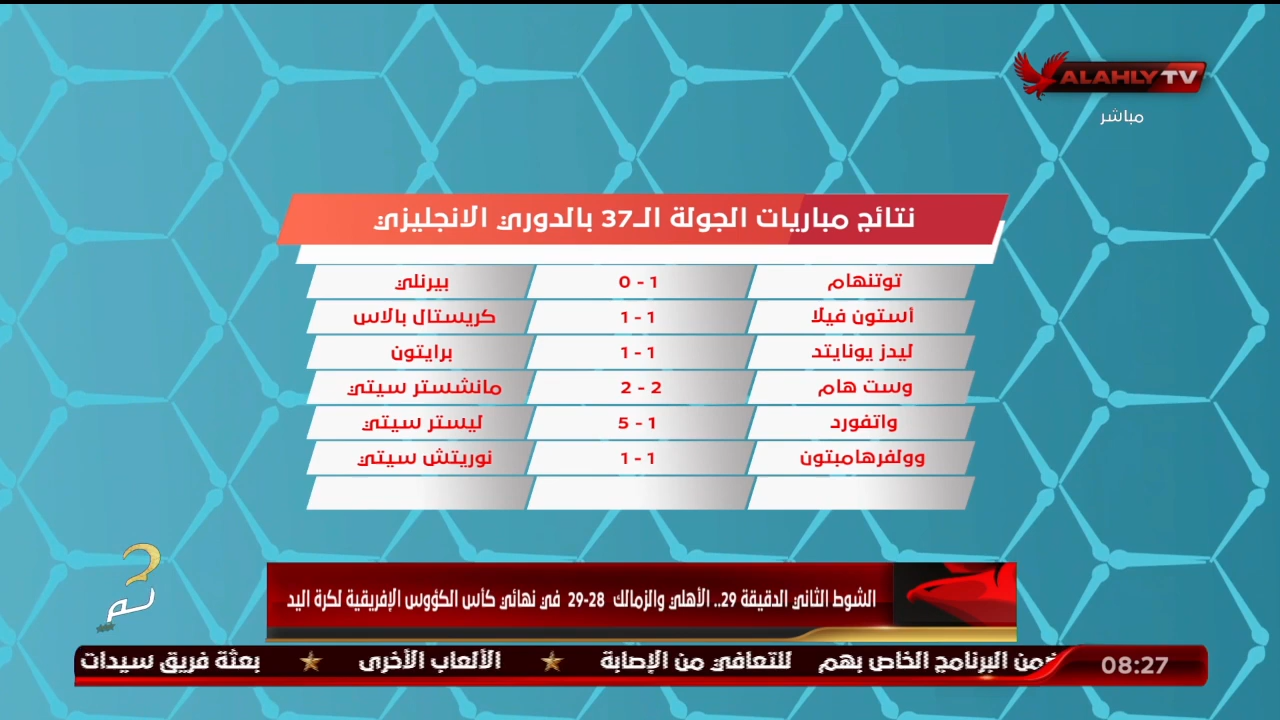 ALAHLY TV
مباشر
نتائج مباريات الجولة الـ37 بالدوري الانجليزي
توتنهام 1 - 0 بيرنلي
أستون فيلا 1 - 1 كريستال بالاس
ليدز يونايتد 1 - 1 برايتون
وست هام 2 - 2 مانشستر سيتي
واتفورد 1 - 5 ليستر سيتي
وولفرهامبتون 1 - 1 نوريتش سيتي
الشوط الثاني الدقيقة 29.. الأهلي والزمالك 28-29 في نهائي كأس الكؤوس الإفريقية لكرة اليد
08:27 ضمن البرنامج الخاص بهم للتعافي من الإصابة الألعاب الأخرى بعثة فريق سيدات